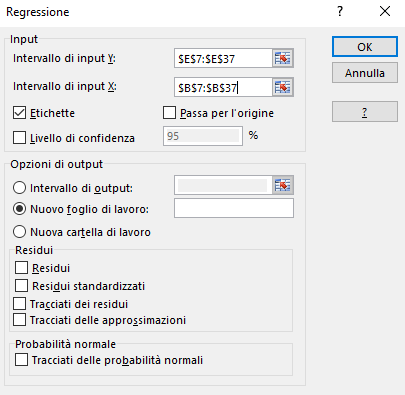 Regressione ? ×
Input
Intervallo di input Y: $E$7:$E$37 OK
Intervallo di input X: $B$7:$B$37 Annulla
Etichette Passa per l'origine ?
Livello di confidenza 95 %
Opzioni di output
Intervallo di output:
Nuovo foglio di lavoro:
Nuova cartella di lavoro
Residui
Residui
Residui standardizzati
Tracciati dei residui
Tracciati delle approssimazioni
Probabilità normale
Tracciati delle probabilità normali